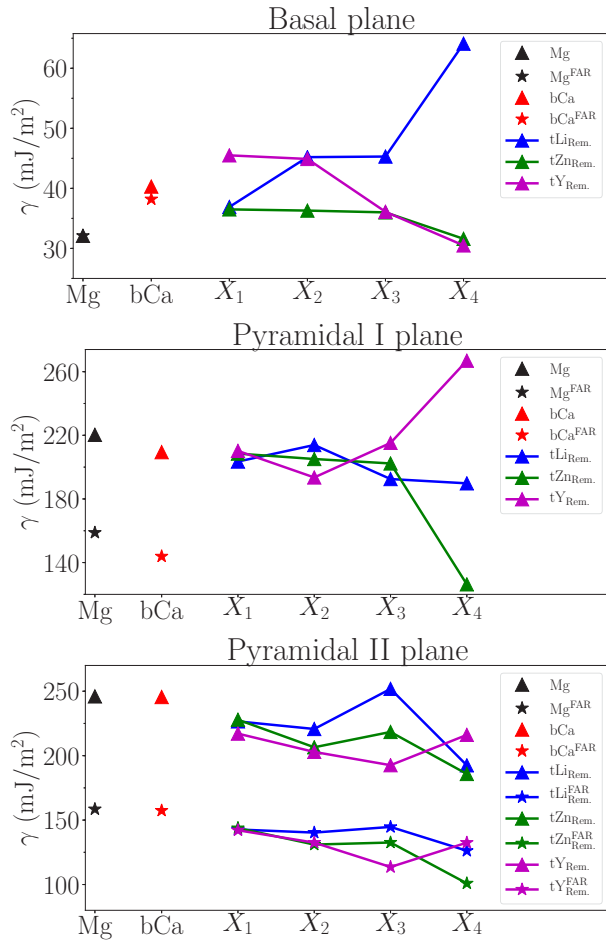 Basal plane
γ (mJ/m²)
60
50
40
30
Mg
Mg^FAR
bCa
bCa^FAR
tLi_Rem.
tZn_Rem.
tY_Rem.
Mg bCa X₁ X₂ X₃ X₄
Pyramidal I plane
γ (mJ/m²)
260
220
180
140
Mg
Mg^FAR
bCa
bCa^FAR
tLi_Rem.
tZn_Rem.
tY_Rem.
Mg bCa X₁ X₂ X₃ X₄
Pyramidal II plane
γ (mJ/m²)
250
200
150
100
Mg
Mg^FAR
bCa
bCa^FAR
tLi_Rem.
tLi^FAR_Rem.
tZn_Rem.
tZn^FAR_Rem.
tY_Rem.
tY^FAR_Rem.
Mg bCa X₁ X₂ X₃ X₄